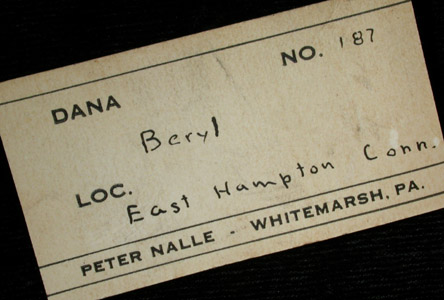 NO. 187
DANA
Beryl
LOC.
East Hampton Conn.
PETER NALLE - WHITEMARSH, PA.